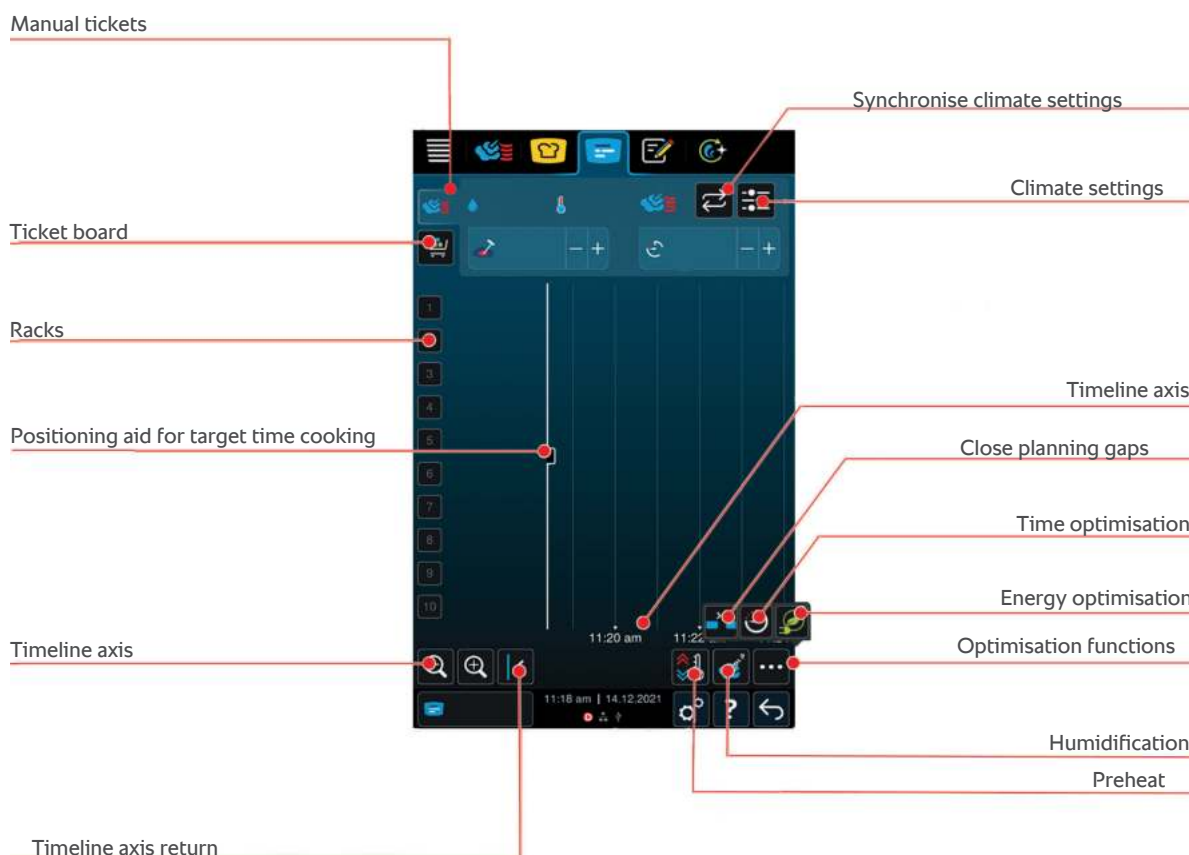 Manual tickets
Synchronise climate settings
Climate settings
Ticket board
1
Racks
3
Timeline axis
4
Positioning aid for target time cooking
5
Close planning gaps
6
7
Time optimisation
8
9
Energy optimisation
10
11:20 am
Timeline axis
Optimisation functions
11:18 am | 14.12.2021
D
?
Humidification
Preheat
Timeline axis return